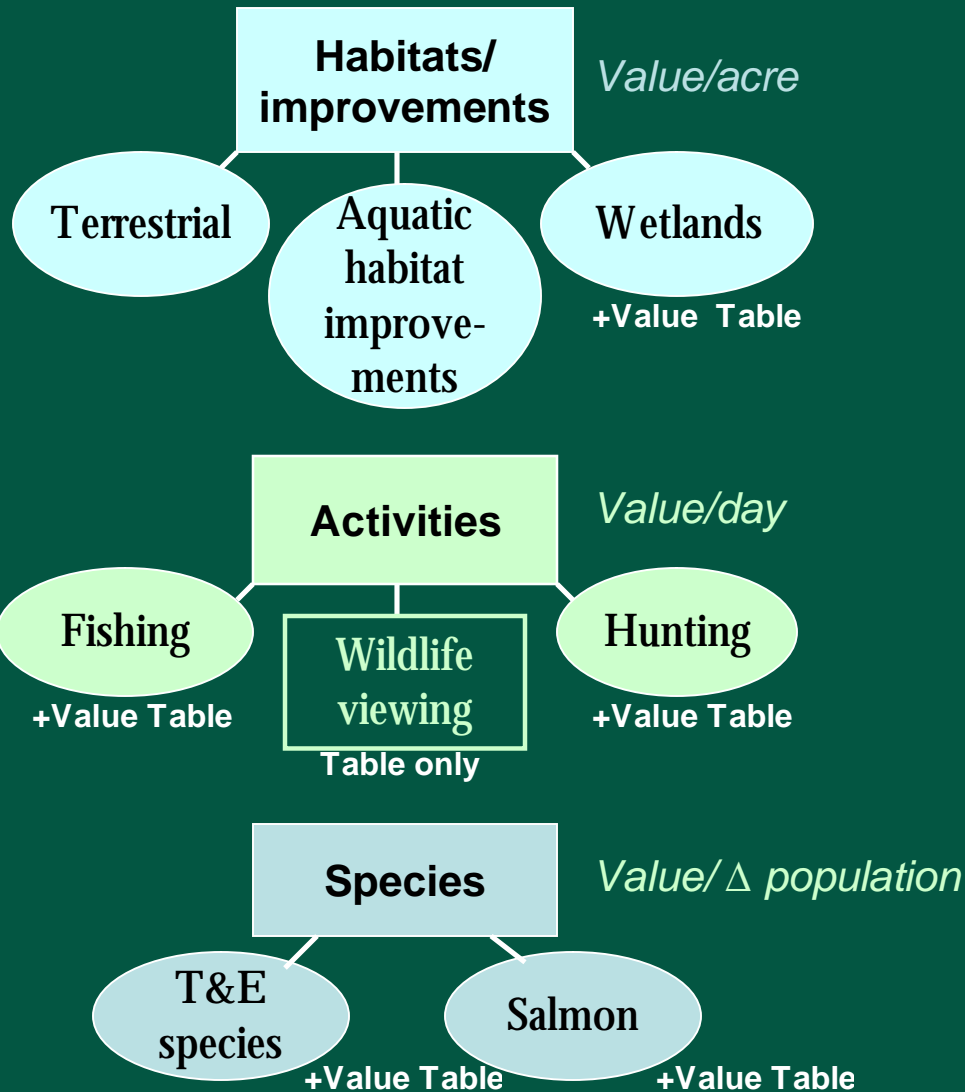 Habitats/
improvements
Value/acre
Terrestrial
Aquatic
habitat
improve-
ments
Wetlands
+Value Table
Activities
Value/day
Fishing
+Value Table
Wildlife
viewing
Table only
Hunting
+Value Table
Species
Value/ Δ population
T&E
species
+Value Table
Salmon
+Value Table